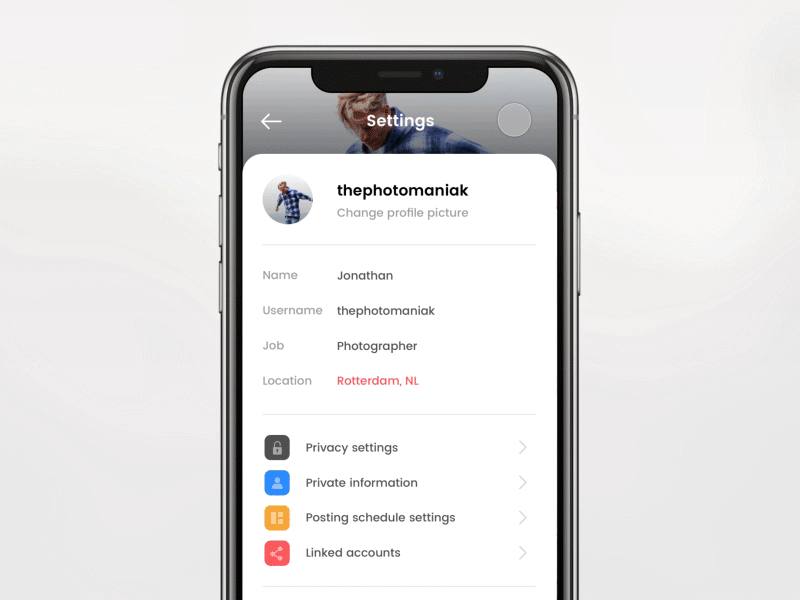 Settings
thephotomaniak
Change profile picture
Name Jonathan
Username thephotomaniak
Job Photographer
Location Rotterdam, NL
Privacy settings
Private information
Posting schedule settings
Linked accounts